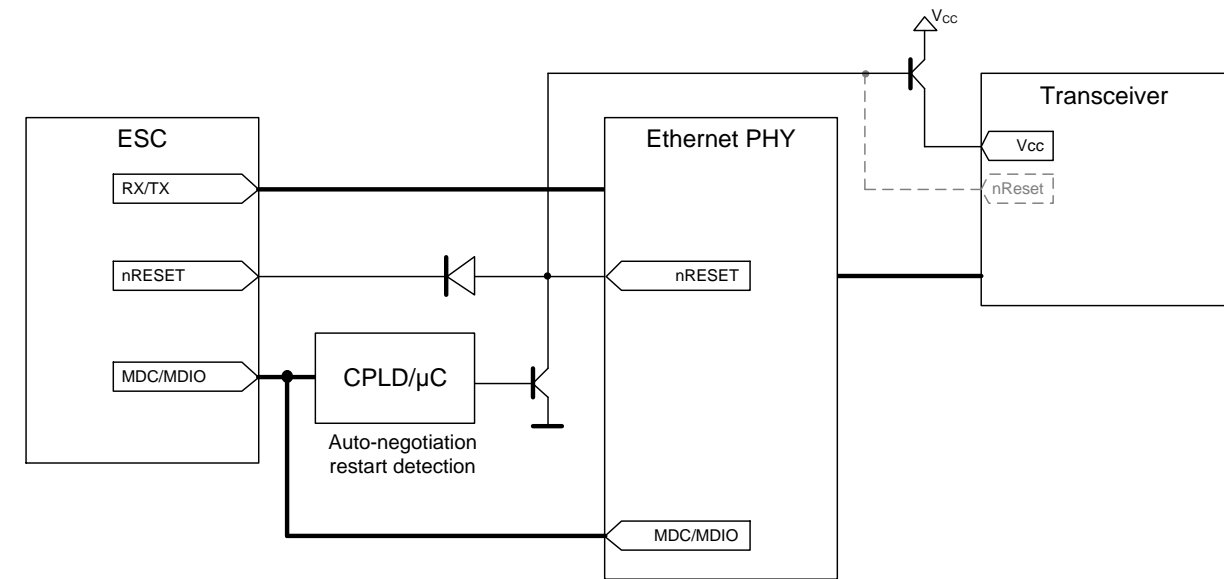 VCC
Transceiver
Vcc
nReset
ESC
RX/TX
nRESET
MDC/MDIO
CPLD/µC
Auto-negotiation
restart detection
Ethernet PHY
nRESET
MDC/MDIO